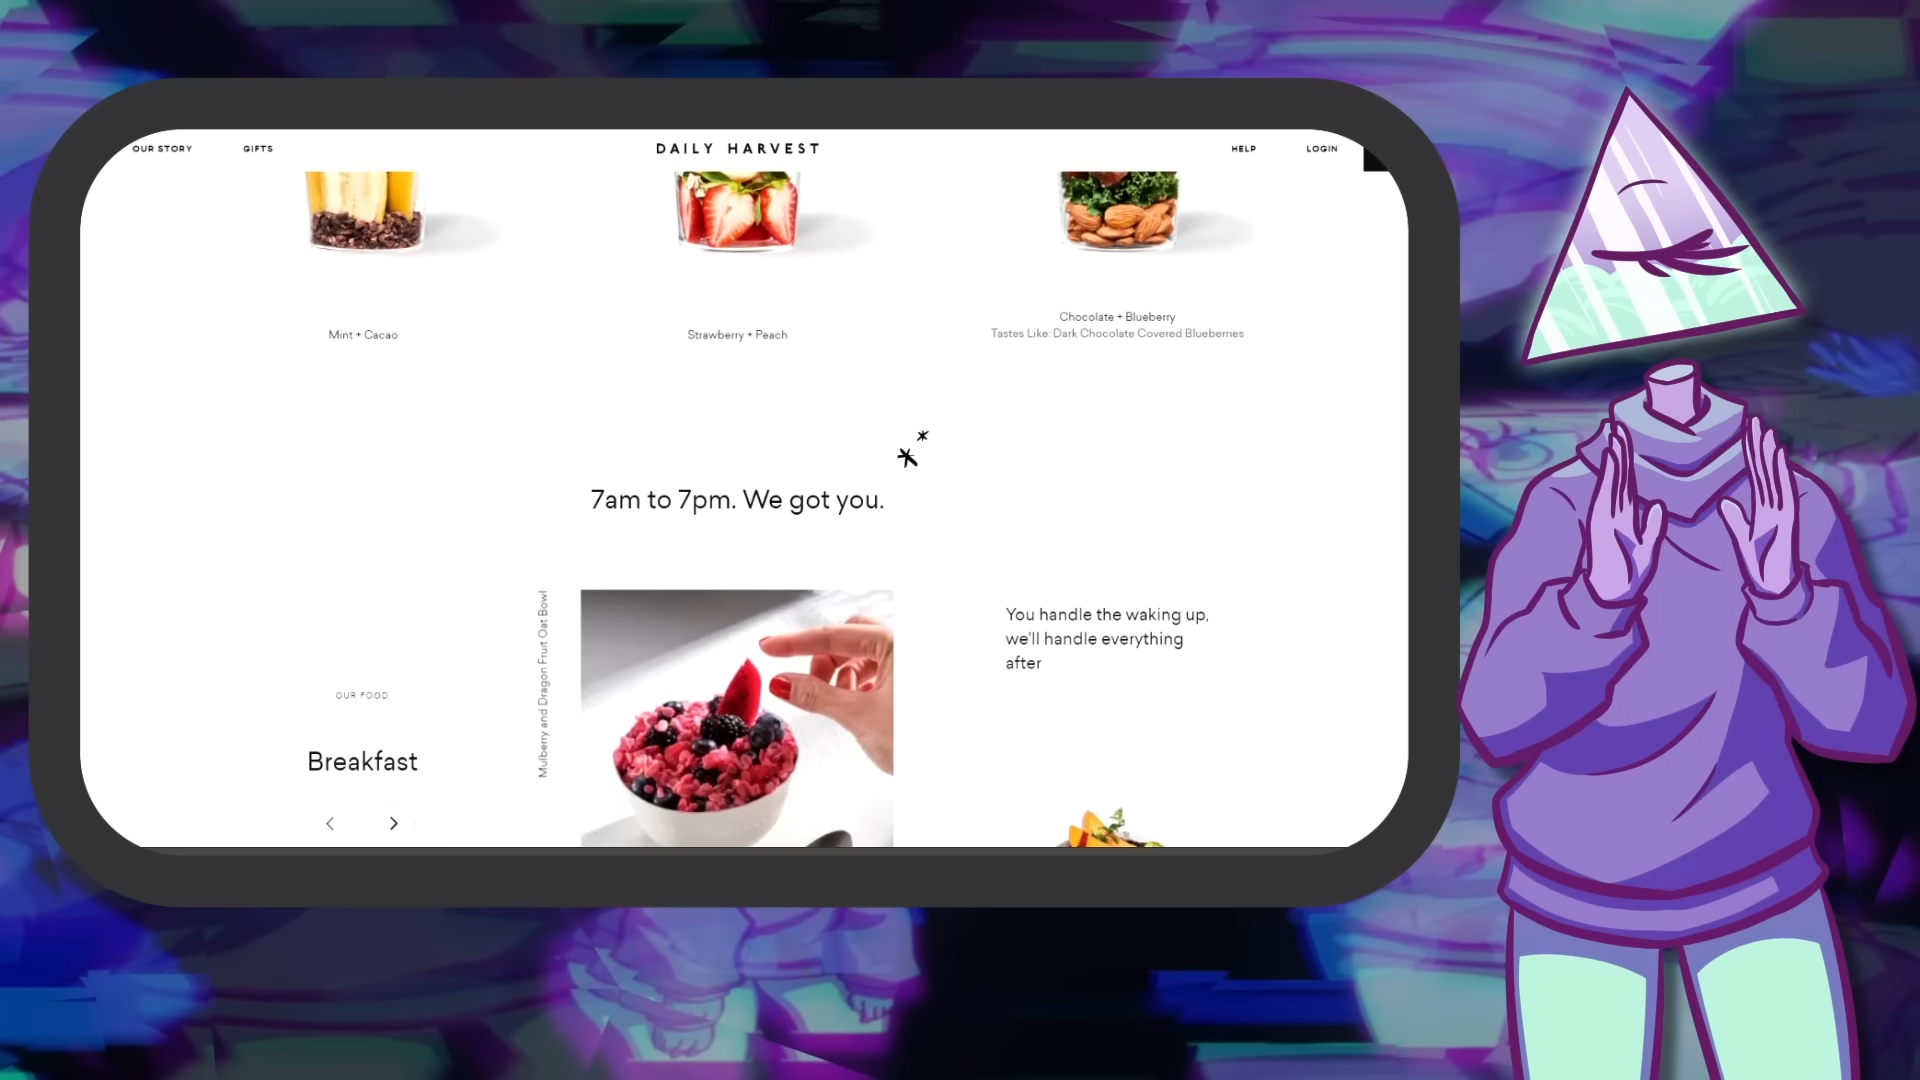 OUR STORY
GIFTS
DAILY HARVEST
HELP
LOGIN
Mint + Cacao
Strawberry + Peach
Chocolate + Blueberry
Tastes Like: Dark Chocolate Covered Blueberries
7am to 7pm. We got you.
Mulberry and Dragon Fruit Oat Bowl
You handle the waking up,
we'll handle everything
after
OUR FOOD
Breakfast